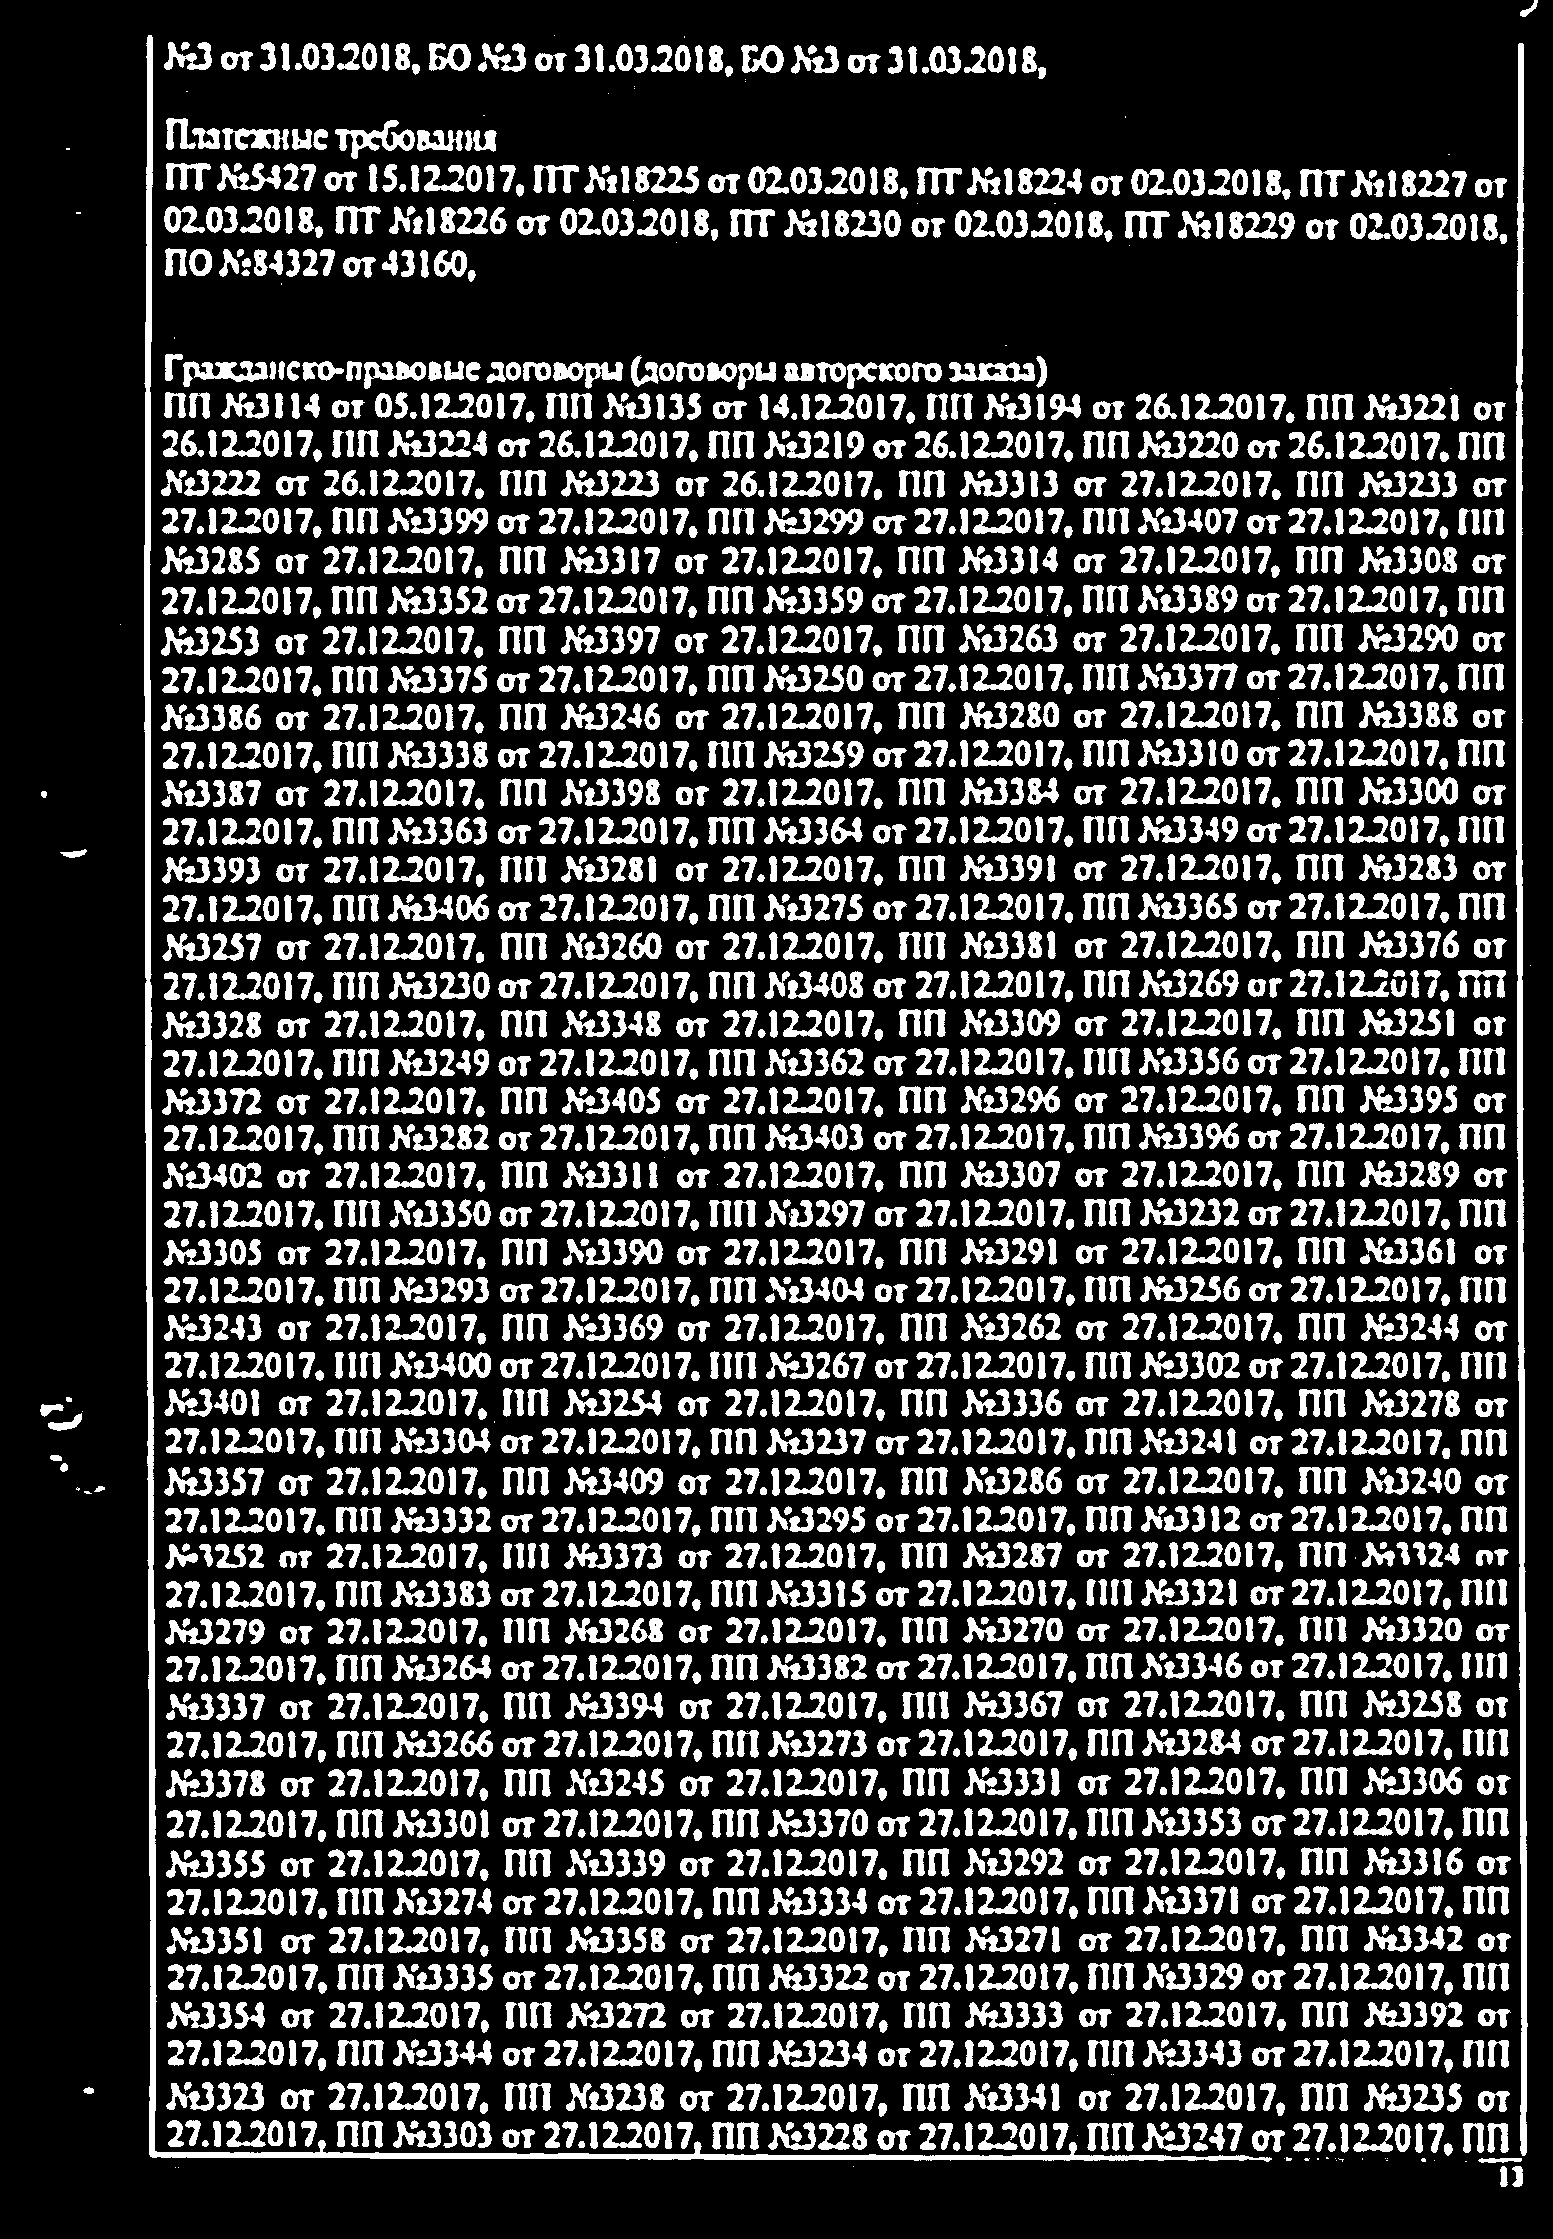 №3 от 31.03.2018, БО №3 от 31.03.2018, БО №3 от 31.03.2018,
Платежные требования
ПТ №5427 от 15.12.2017, ПТ №18225 от 02.03.2018, ПТ №18224 от 02.03.2018, ПТ №18227 от
02.03.2018, ПТ №18226 от 02.03.2018, ПТ №18230 от 02.03.2018, ПТ №18229 от 02.03.2018,
ПО №84327 от 43160,
Гражданско-правовые договоры (договоры авторского заказа)
ПП №3114 от 05.12.2017, ПП №3135 от 14.12.2017, ПП №3194 от 26.12.2017, ПП №3221 от
26.12.2017, ПП №3224 от 26.12.2017, ПП №3219 от 26.12.2017, ПП №3220 от 26.12.2017, ПП
№3222 от 26.12.2017, ПП №3223 от 26.12.2017, ПП №3313 от 27.12.2017, ПП №3233 от
27.12.2017, ПП №3399 от 27.12.2017, ПП №3299 от 27.12.2017, ПП №3407 от 27.12.2017, ПП
№3285 от 27.12.2017, ПП №3317 от 27.12.2017, ПП №3314 от 27.12.2017, ПП №3308 от
27.12.2017, ПП №3352 от 27.12.2017, ПП №3359 от 27.12.2017, ПП №3389 от 27.12.2017, ПП
№3253 от 27.12.2017, ПП №3397 от 27.12.2017, ПП №3263 от 27.12.2017, ПП №3290 от
27.12.2017, ПП №3375 от 27.12.2017, ПП №3250 от 27.12.2017, ПП №3377 от 27.12.2017, ПП
№3386 от 27.12.2017, ПП №3246 от 27.12.2017, ПП №3280 от 27.12.2017, ПП №3388 от
27.12.2017, ПП №3338 от 27.12.2017, ПП №3259 от 27.12.2017, ПП №3310 от 27.12.2017, ПП
№3387 от 27.12.2017, ПП №3398 от 27.12.2017, ПП №3384 от 27.12.2017, ПП №3300 от
27.12.2017, ПП №3363 от 27.12.2017, ПП №3364 от 27.12.2017, ПП №3349 от 27.12.2017, ПП
№3393 от 27.12.2017, ПП №3281 от 27.12.2017, ПП №3391 от 27.12.2017, ПП №3283 от
27.12.2017, ПП №3406 от 27.12.2017, ПП №3275 от 27.12.2017, ПП №3365 от 27.12.2017, ПП
№3257 от 27.12.2017, ПП №3260 от 27.12.2017, ПП №3381 от 27.12.2017, ПП №3376 от
27.12.2017, ПП №3230 от 27.12.2017, ПП №3408 от 27.12.2017, ПП №3269 от 27.12.2017, ПП
№3328 от 27.12.2017, ПП №3348 от 27.12.2017, ПП №3309 от 27.12.2017, ПП №3251 от
27.12.2017, ПП №3249 от 27.12.2017, ПП №3362 от 27.12.2017, ПП №3356 от 27.12.2017, ПП
№3372 от 27.12.2017, ПП №3405 от 27.12.2017, ПП №3296 от 27.12.2017, ПП №3395 от
27.12.2017, ПП №3282 от 27.12.2017, ПП №3403 от 27.12.2017, ПП №3396 от 27.12.2017, ПП
№3402 от 27.12.2017, ПП №3311 от 27.12.2017, ПП №3307 от 27.12.2017, ПП №3289 от
27.12.2017, ПП №3350 от 27.12.2017, ПП №3297 от 27.12.2017, ПП №3232 от 27.12.2017, ПП
№3305 от 27.12.2017, ПП №3390 от 27.12.2017, ПП №3291 от 27.12.2017, ПП №3361 от
27.12.2017, ПП №3293 от 27.12.2017, ПП №3404 от 27.12.2017, ПП №3256 от 27.12.2017, ПП
№3243 от 27.12.2017, ПП №3369 от 27.12.2017, ПП №3262 от 27.12.2017, ПП №3244 от
27.12.2017, ПП №3400 от 27.12.2017, ПП №3267 от 27.12.2017, ПП №3302 от 27.12.2017, ПП
№3401 от 27.12.2017, ПП №3254 от 27.12.2017, ПП №3336 от 27.12.2017, ПП №3278 от
27.12.2017, ПП №3304 от 27.12.2017, ПП №3237 от 27.12.2017, ПП №3241 от 27.12.2017, ПП
№3357 от 27.12.2017, ПП №3409 от 27.12.2017, ПП №3286 от 27.12.2017, ПП №3240 от
27.12.2017, ПП №3332 от 27.12.2017, ПП №3295 от 27.12.2017, ПП №3312 от 27.12.2017, ПП
№3252 от 27.12.2017, ПП №3373 от 27.12.2017, ПП №3287 от 27.12.2017, ПП №3324 от
27.12.2017, ПП №3383 от 27.12.2017, ПП №3315 от 27.12.2017, ПП №3321 от 27.12.2017, ПП
№3279 от 27.12.2017, ПП №3268 от 27.12.2017, ПП №3270 от 27.12.2017, ПП №3320 от
27.12.2017, ПП №3264 от 27.12.2017, ПП №3382 от 27.12.2017, ПП №3346 от 27.12.2017, ПП
№3337 от 27.12.2017, ПП №3394 от 27.12.2017, ПП №3367 от 27.12.2017, ПП №3258 от
27.12.2017, ПП №3266 от 27.12.2017, ПП №3273 от 27.12.2017, ПП №3284 от 27.12.2017, ПП
№3378 от 27.12.2017, ПП №3245 от 27.12.2017, ПП №3331 от 27.12.2017, ПП №3306 от
27.12.2017, ПП №3301 от 27.12.2017, ПП №3370 от 27.12.2017, ПП №3353 от 27.12.2017, ПП
№3355 от 27.12.2017, ПП №3339 от 27.12.2017, ПП №3292 от 27.12.2017, ПП №3316 от
27.12.2017, ПП №3274 от 27.12.2017, ПП №3334 от 27.12.2017, ПП №3371 от 27.12.2017, ПП
№3351 от 27.12.2017, ПП №3358 от 27.12.2017, ПП №3271 от 27.12.2017, ПП №3342 от
27.12.2017, ПП №3335 от 27.12.2017, ПП №3322 от 27.12.2017, ПП №3329 от 27.12.2017, ПП
№3354 от 27.12.2017, ПП №3272 от 27.12.2017, ПП №3333 от 27.12.2017, ПП №3392 от
27.12.2017, ПП №3344 от 27.12.2017, ПП №3234 от 27.12.2017, ПП №3343 от 27.12.2017, ПП
№3323 от 27.12.2017, ПП №3238 от 27.12.2017, ПП №3341 от 27.12.2017, ПП №3235 от
27.12.2017, ПП №3303 от 27.12.2017, ПП №3228 от 27.12.2017, ПП №3247 от 27.12.2017, ПП
13